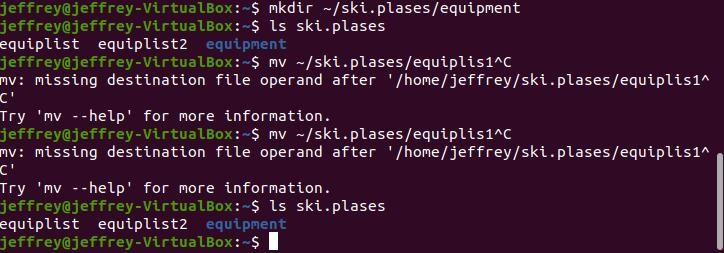 jeffrey@jeffrey-VirtualBox:~$ mkdir ~/ski.plases/equipment
jeffrey@jeffrey-VirtualBox:~$ ls ski.plases
equiplist  equiplist2  equipment
jeffrey@jeffrey-VirtualBox:~$ mv ~/ski.plases/equiplis1^C
mv: missing destination file operand after '/home/jeffrey/ski.plases/equiplis1^
C'
Try 'mv --help' for more information.
jeffrey@jeffrey-VirtualBox:~$ mv ~/ski.plases/equiplis1^C
mv: missing destination file operand after '/home/jeffrey/ski.plases/equiplis1^
C'
Try 'mv --help' for more information.
jeffrey@jeffrey-VirtualBox:~$ ls ski.plases
equiplist  equiplist2  equipment
jeffrey@jeffrey-VirtualBox:~$